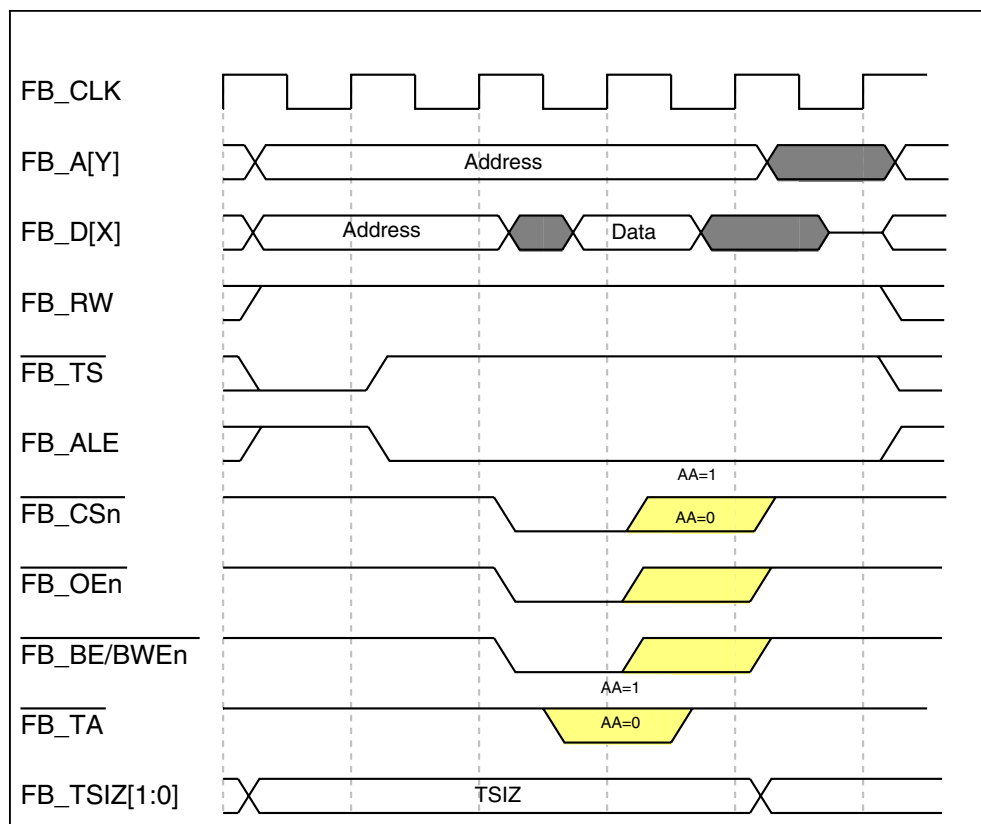 FB_CLK
FB_A[Y]
Address
FB_D[X]
Address
Data
FB_RW
FB_TS
FB_ALE
AA=1
FB_CSn
AA=0
FB_OEn
FB_BE/BWEn
AA=1
FB_TA
AA=0
FB_TSIZ[1:0]
TSIZ